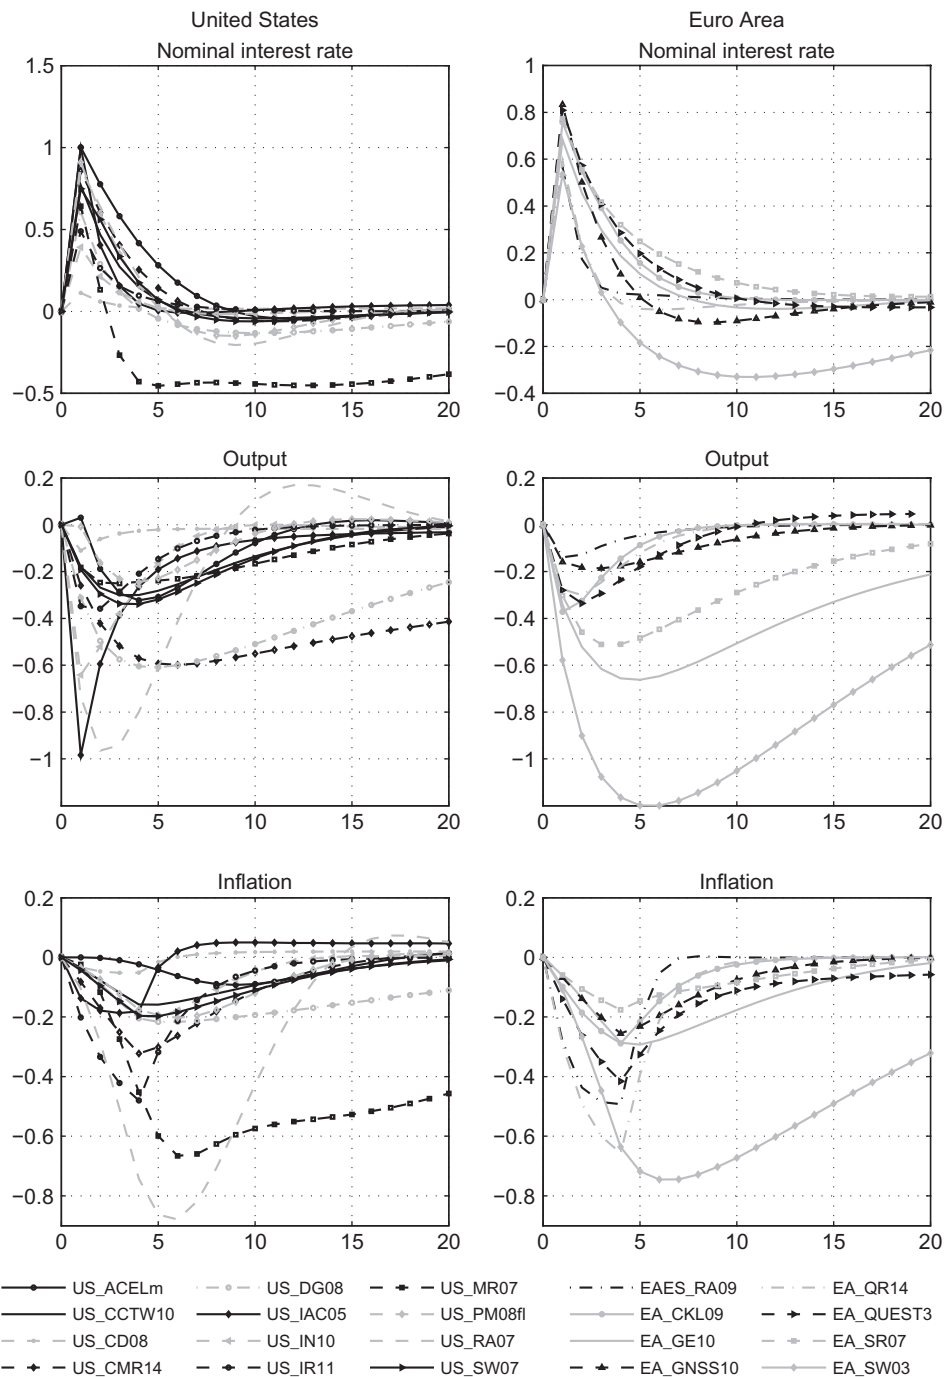 United States Euro Area
Nominal interest rate Nominal interest rate
1.5 1
1 0.8
0.6
0.5 0.4
0.2
0 0
−0.2
−0.5 −0.4
0 5 10 15 20 0 5 10 15 20
Output Output
0.2 0.2
0 0
−0.2 −0.2
−0.4 −0.4
−0.6 −0.6
−0.8 −0.8
−1 −1
0 5 10 15 20 0 5 10 15 20
Inflation Inflation
0.2 0.2
0 0
−0.2 −0.2
−0.4 −0.4
−0.6 −0.6
−0.8 −0.8
0 5 10 15 20 0 5 10 15 20
US_ACELm US_DG08 US_MR07 EAES_RA09 EA_QR14
US_CCTW10 US_IAC05 US_PM08fl EA_CKL09 EA_QUEST3
US_CD08 US_IN10 US_RA07 EA_GE10 EA_SR07
US_CMR14 US_IR11 US_SW07 EA_GNSS10 EA_SW03